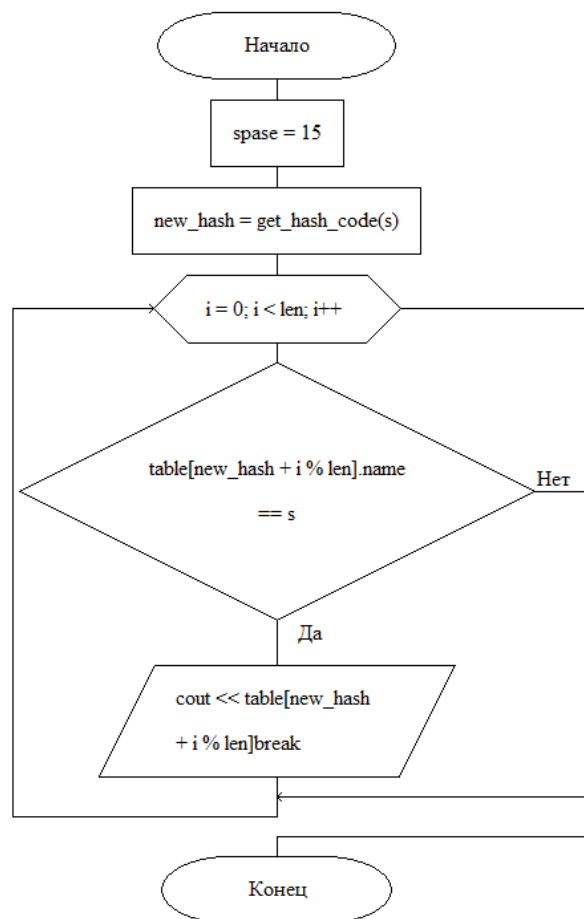 Начало
spase = 15
new_hash = get_hash_code(s)
i = 0; i < len; i++
table[new_hash + i % len].name
== s
Нет
Да
cout << table[new_hash
+ i % len]break
Конец